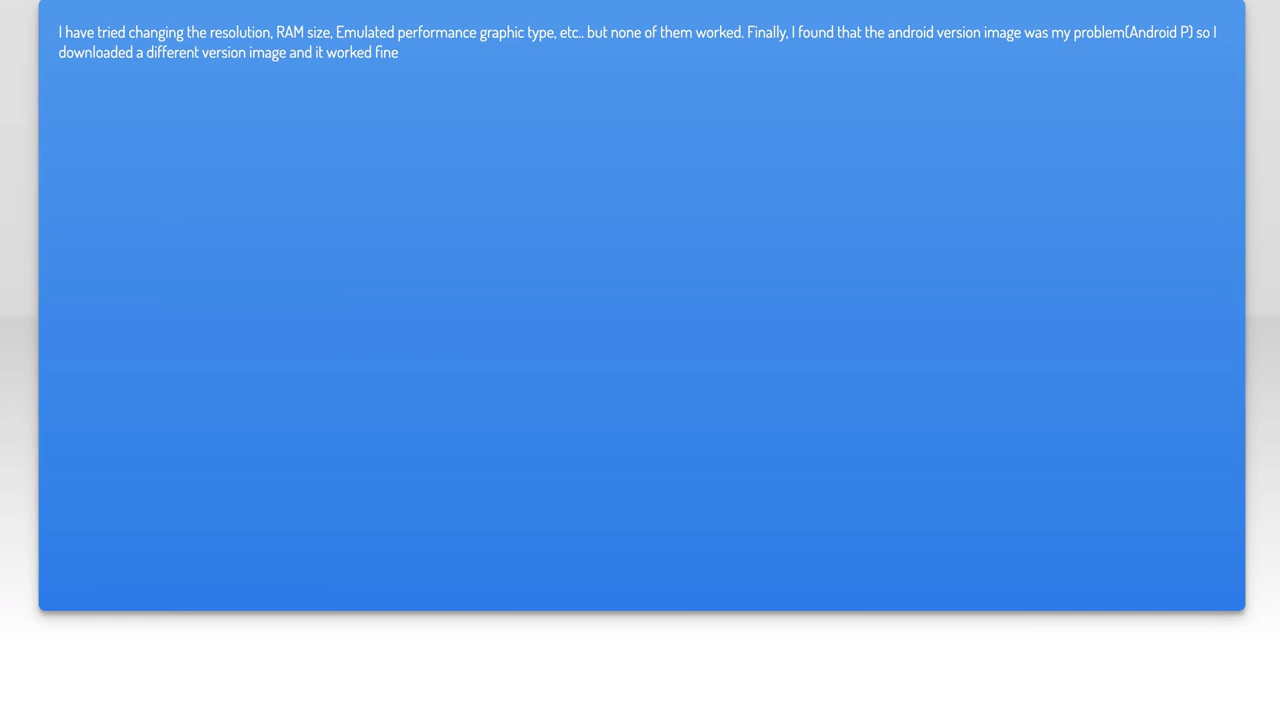 I have tried changing the resolution, RAM size, Emulated performance graphic type, etc.. but none of them worked. Finally, I found that the android version image was my problem(Android P) so I
downloaded a different version image and it worked fine